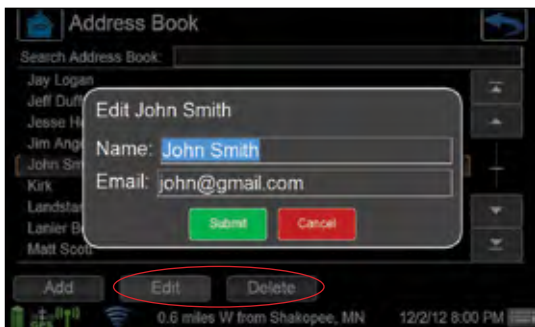 Address Book
Search Address Book:
Jay Logan
Jeff Duff
Jesse H
Jim Ang
John Sm
Kirk
Landsta
Lanier B
Matt Scott
Edit John Smith
Name: John Smith
Email: john@gmail.com
Submit Cancel
Add Edit Delete
GPS 0.6 miles W from Shakopee, MN 12/2/12 8:00 PM